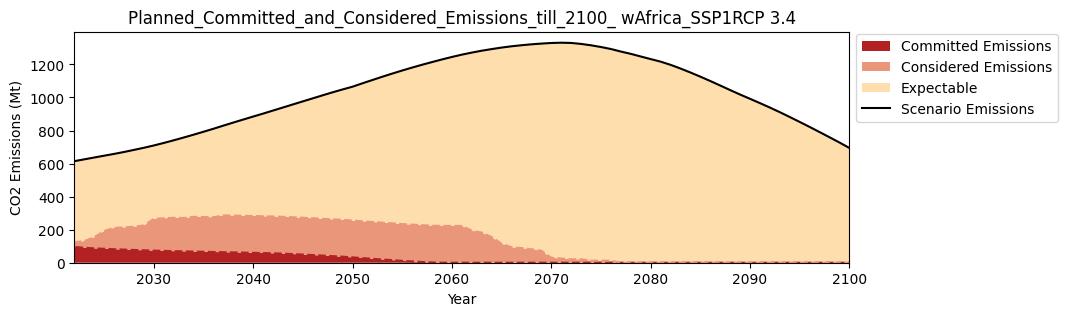 Planned_Committed_and_Considered_Emissions_till_2100_ wAfrica_SSP1RCP 3.4
Committed Emissions
Considered Emissions
Expectable
Scenario Emissions
CO2 Emissions (Mt)
1200
1000
800
600
400
200
0
2030 2040 2050 2060 2070 2080 2090 2100
Year